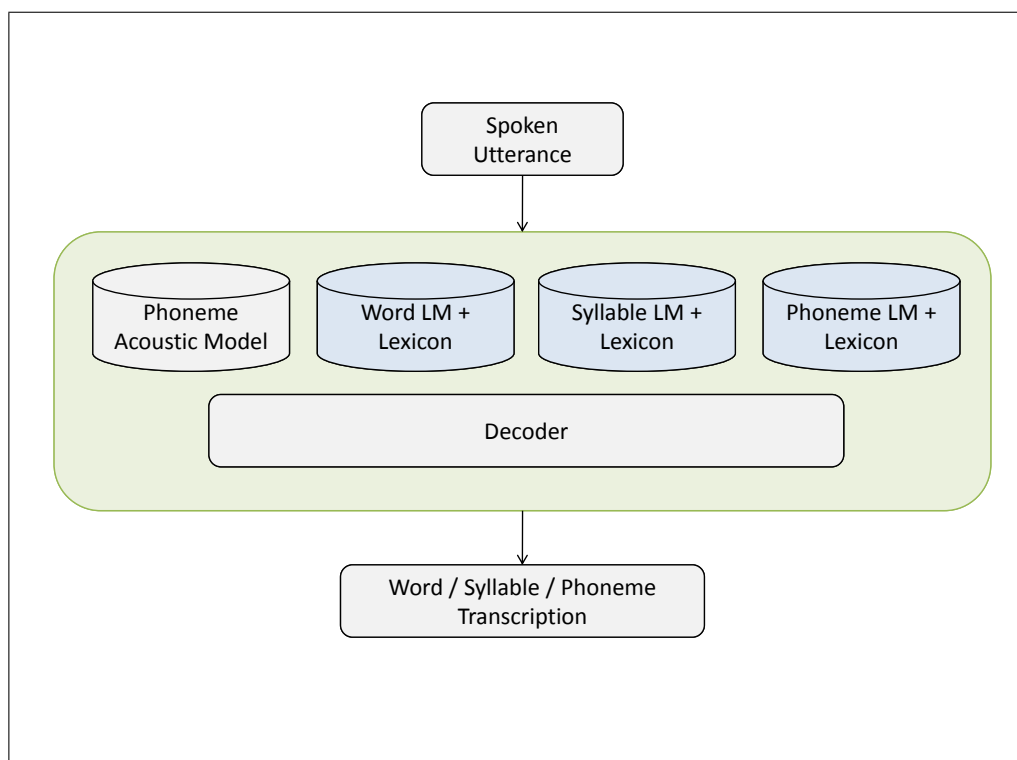 Spoken
Utterance
Phoneme
Acoustic Model
Word LM +
Lexicon
Syllable LM +
Lexicon
Phoneme LM +
Lexicon
Decoder
Word / Syllable / Phoneme
Transcription